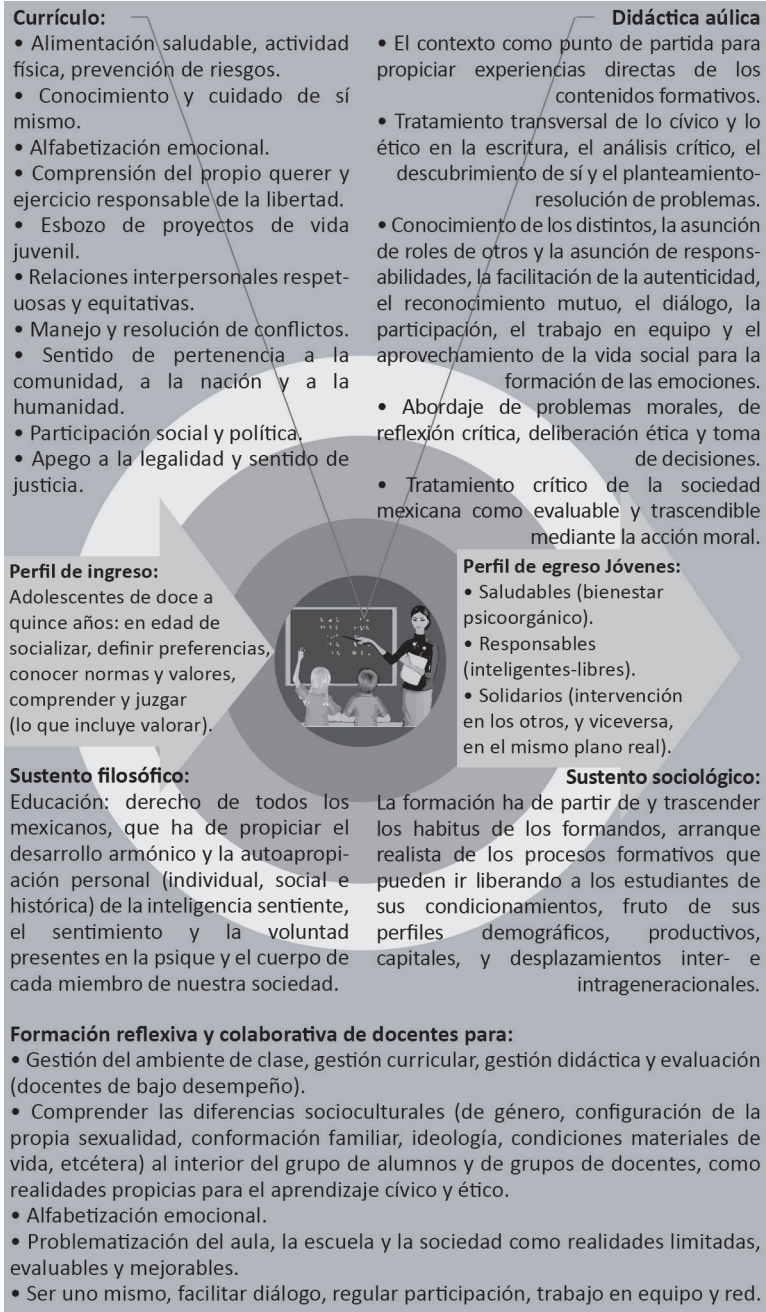 Currículo:
• Alimentación saludable, actividad
física, prevención de riesgos.
• Conocimiento y cuidado de sí
mismo.
• Alfabetización emocional.
• Comprensión del propio querer y
ejercicio responsable de la libertad.
• Esbozo de proyectos de vida
juvenil.
• Relaciones interpersonales respet-
uosas y equitativas.
• Manejo y resolución de conflictos.
• Sentido de pertenencia a la
comunidad, a la nación y a la
humanidad.
• Participación social y política.
• Apego a la legalidad y sentido de
justicia.
Didáctica aúlica
• El contexto como punto de partida para
propiciar experiencias directas de los
contenidos formativos.
• Tratamiento transversal de lo cívico y lo
ético en la escritura, el análisis crítico, el
descubrimiento de sí y el planteamiento-
resolución de problemas.
• Conocimiento de los distintos, la asunción
de roles de otros y la asunción de respons-
abilidades, la facilitación de la autenticidad,
el reconocimiento mutuo, el diálogo, la
participación, el trabajo en equipo y el
aprovechamiento de la vida social para la
formación de las emociones.
• Abordaje de problemas morales, de
reflexión crítica, deliberación ética y toma
de decisiones.
• Tratamiento crítico de la sociedad
mexicana como evaluable y trascendible
mediante la acción moral.
Perfil de ingreso:
Adolescentes de doce a
quince años: en edad de
socializar, definir preferencias,
conocer normas y valores,
comprender y juzgar
(lo que incluye valorar).
Perfil de egreso Jóvenes:
• Saludables (bienestar
psicoorgánico).
• Responsables
(inteligentes-libres).
• Solidarios (intervención
en los otros, y viceversa,
en el mismo plano real).
Sustento filosófico:
Educación: derecho de todos los
mexicanos, que ha de propiciar el
desarrollo armónico y la autoapropi-
ación personal (individual, social e
histórica) de la inteligencia sentiente,
el sentimiento y la voluntad
presentes en la psique y el cuerpo de
cada miembro de nuestra sociedad.
Sustento sociológico:
La formación ha de partir de y trascender
los habitus de los formandos, arranque
realista de los procesos formativos que
pueden ir liberando a los estudiantes de
sus condicionamientos, fruto de sus
perfiles demográficos, productivos,
capitales, y desplazamientos inter- e
intrageneracionales.
Formación reflexiva y colaborativa de docentes para:
• Gestión del ambiente de clase, gestión curricular, gestión didáctica y evaluación
(docentes de bajo desempeño).
• Comprender las diferencias socioculturales (de género, configuración de la
propia sexualidad, conformación familiar, ideología, condiciones materiales de
vida, etcétera) al interior del grupo de alumnos y de grupos de docentes, como
realidades propicias para el aprendizaje cívico y ético.
• Alfabetización emocional.
• Problematización del aula, la escuela y la sociedad como realidades limitadas,
evaluables y mejorables.
• Ser uno mismo, facilitar diálogo, regular participación, trabajo en equipo y red.